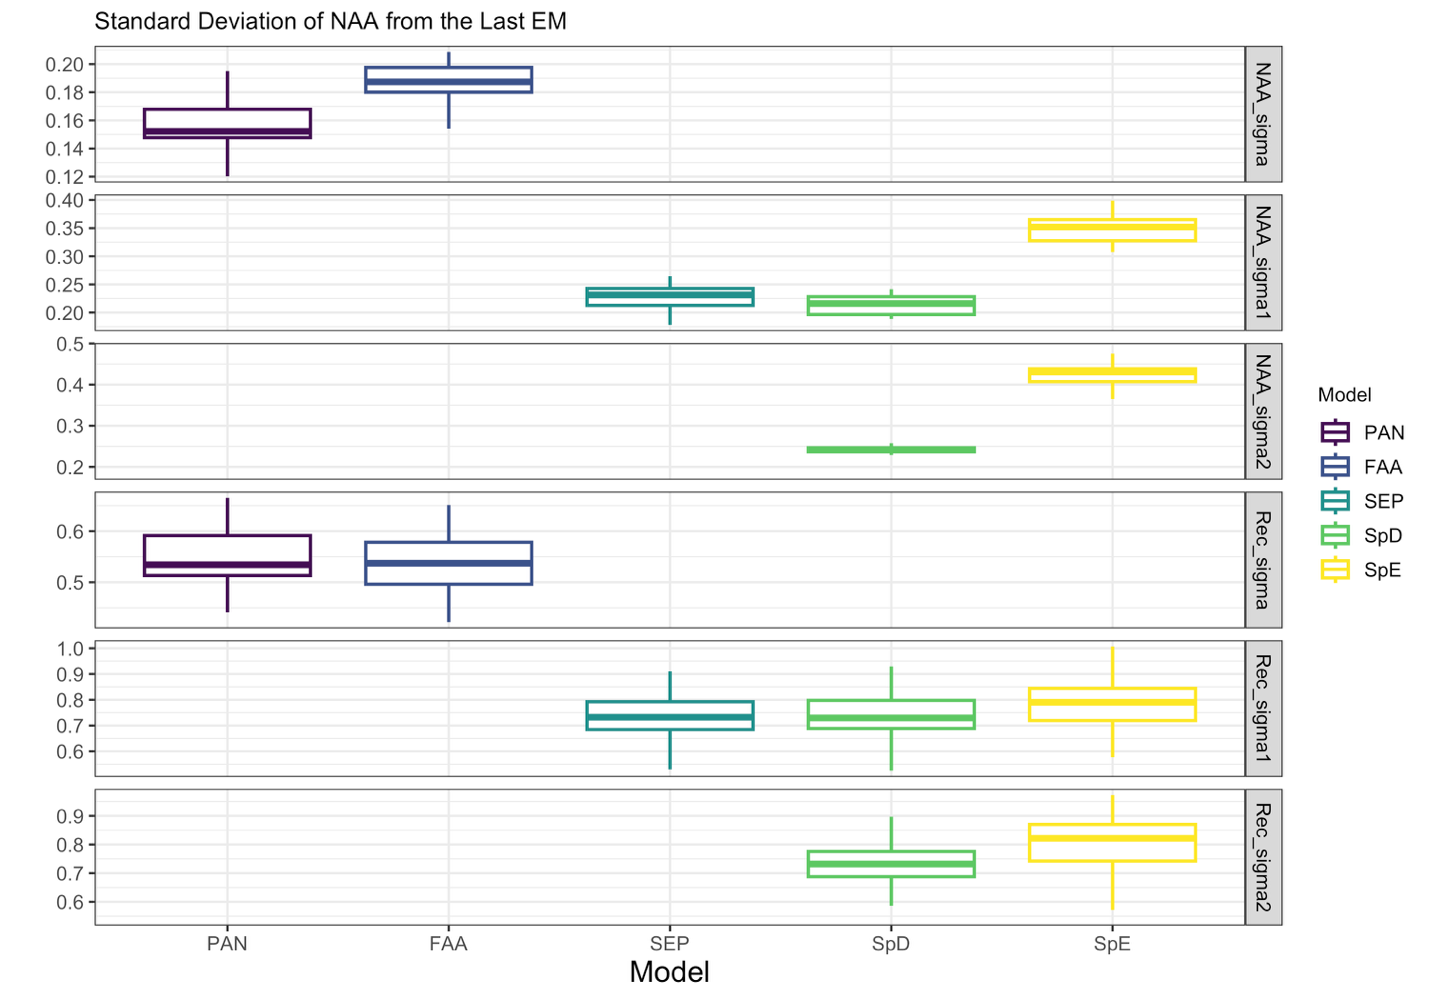 Standard Deviation of NAA from the Last EM
0.20
0.18
0.16
0.14
0.12
NAA_sigma
0.40
0.35
0.30
0.25
0.20
NAA_sigma1
0.5
0.4
0.3
0.2
NAA_sigma2
0.6
0.5
Rec_sigma
1.0
0.9
0.8
0.7
0.6
Rec_sigma1
0.9
0.8
0.7
0.6
Rec_sigma2
PAN
FAA
SEP
SpD
SpE
Model
Model
PAN
FAA
SEP
SpD
SpE